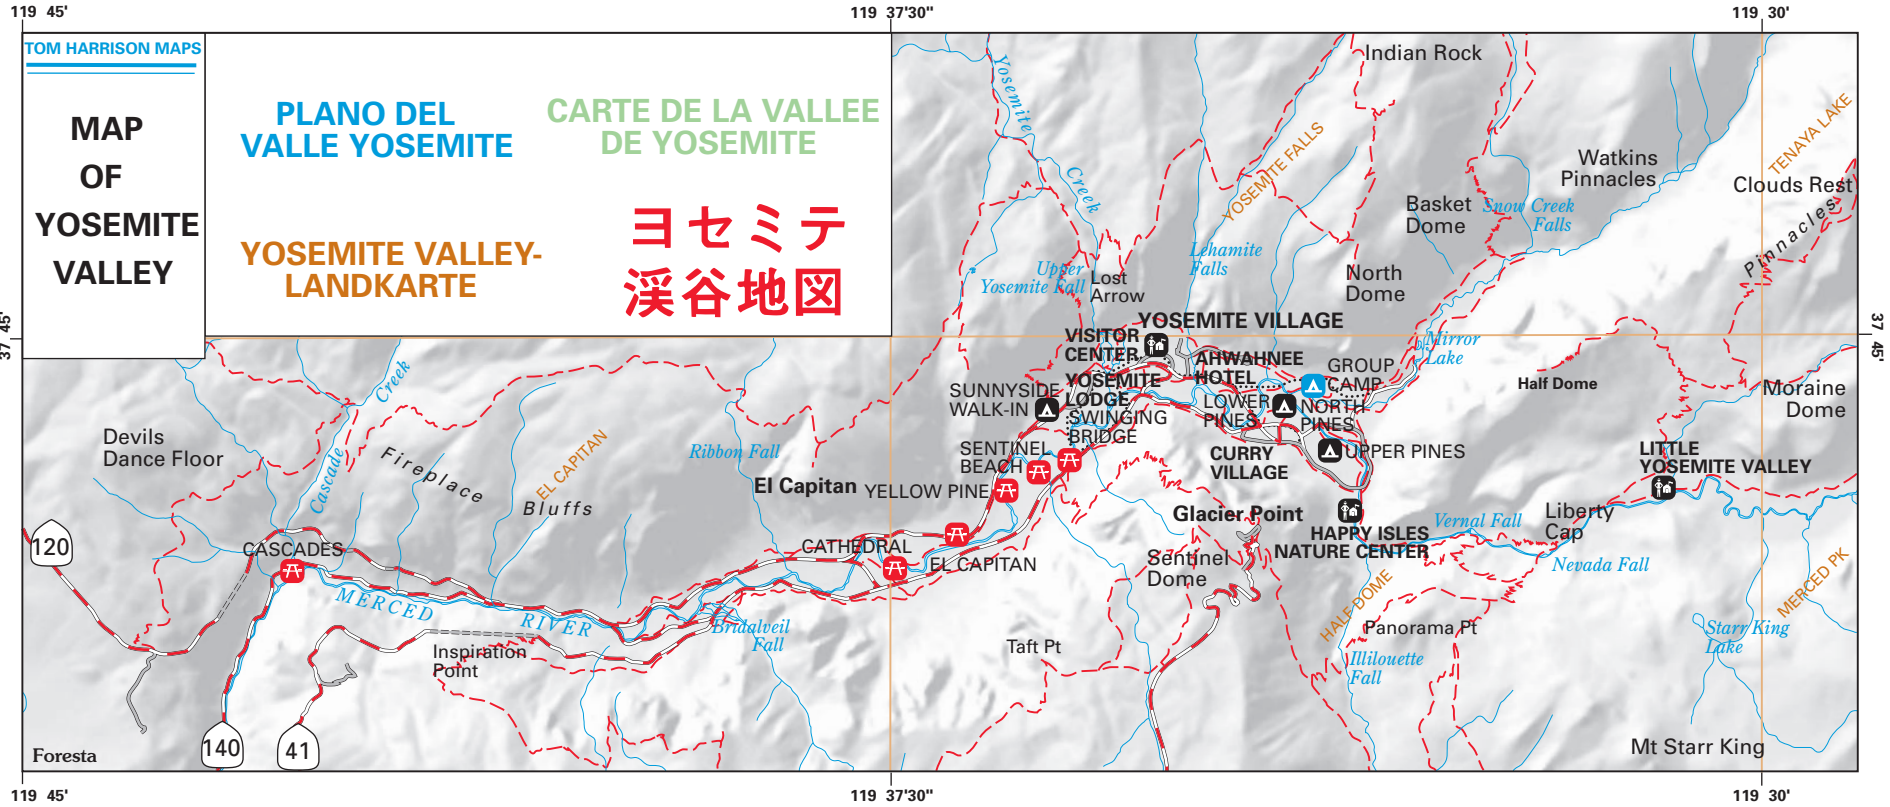 119 45'
119 37'30"
119 30'
TOM HARRISON MAPS
MAP
OF
YOSEMITE
VALLEY
PLANO DEL
VALLE YOSEMITE
CARTE DE LA VALLEE
DE YOSEMITE
YOSEMITE VALLEY-
LANDKARTE
ヨセミテ
渓谷地図
Yosemite
Creek
Indian Rock
YOSEMITE FALLS
TENAYA LAKE
Watkins
Pinnacles
Clouds Rest
Pinnacles
Basket
Dome
Snow Creek
Falls
Lehamite
Falls
Upper
Yosemite Fall
Lost
Arrow
North
Dome
37 45'
37 45'
YOSEMITE VILLAGE
VISITOR
CENTER
AHWAHNEE
HOTEL
GROUP
CAMP
Mirror
Lake
Half Dome
Moraine
Dome
SUNNYSIDE
WALK-IN
YOSEMITE
LODGE
LOWER
PINES
NORTH
PINES
SWINGING
BRIDGE
Creek
Cascade
Devils
Dance Floor
Fireplace
Bluffs
EL CAPITAN
Ribbon Fall
El Capitan
SENTINEL
BEACH
YELLOW PINE
CURRY
VILLAGE
UPPER PINES
LITTLE
YOSEMITE VALLEY
Glacier Point
HAPPY ISLES
NATURE CENTER
Vernal Fall
Liberty
Cap
Nevada Fall
120
CASCADES
CATHEDRAL
EL CAPITAN
Sentinel
Dome
HALF DOME
MERCED PK
MERCED
RIVER
Bridalveil
Fall
Inspiration
Point
Taft Pt
Panorama Pt
Illilouette
Fall
Starr King
Lake
Mt Starr King
140
41
Foresta
119 45'
119 37'30"
119 30'